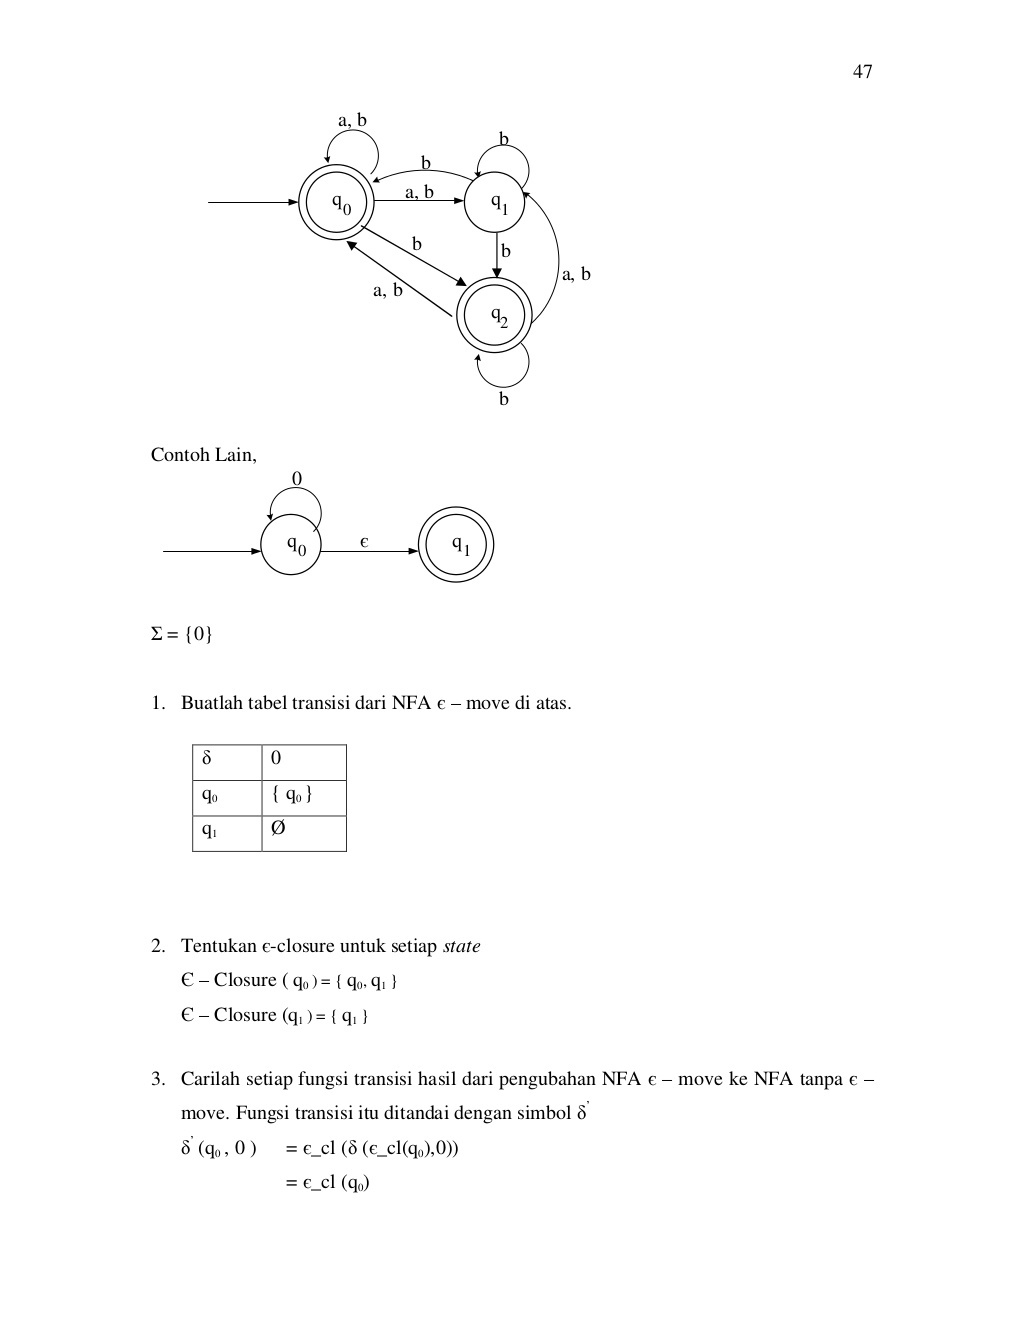 47
a, b
b
b
q0
a, b
q1
b
b
a, b
a, b
q2
b
Contoh Lain,
0
q0
ϵ
q1
Σ = {0}
1. Buatlah tabel transisi dari NFA ϵ – move di atas.
δ 0
q0 { q0 }
q1 Ø
2. Tentukan ϵ-closure untuk setiap state
Є – Closure ( q0 ) = { q0, q1 }
Є – Closure (q1 ) = { q1 }
3. Carilah setiap fungsi transisi hasil dari pengubahan NFA ϵ – move ke NFA tanpa ϵ –
move. Fungsi transisi itu ditandai dengan simbol δ'
δ' (q0 , 0 ) = ϵ_cl (δ (ϵ_cl(q0),0))
= ϵ_cl (q0)